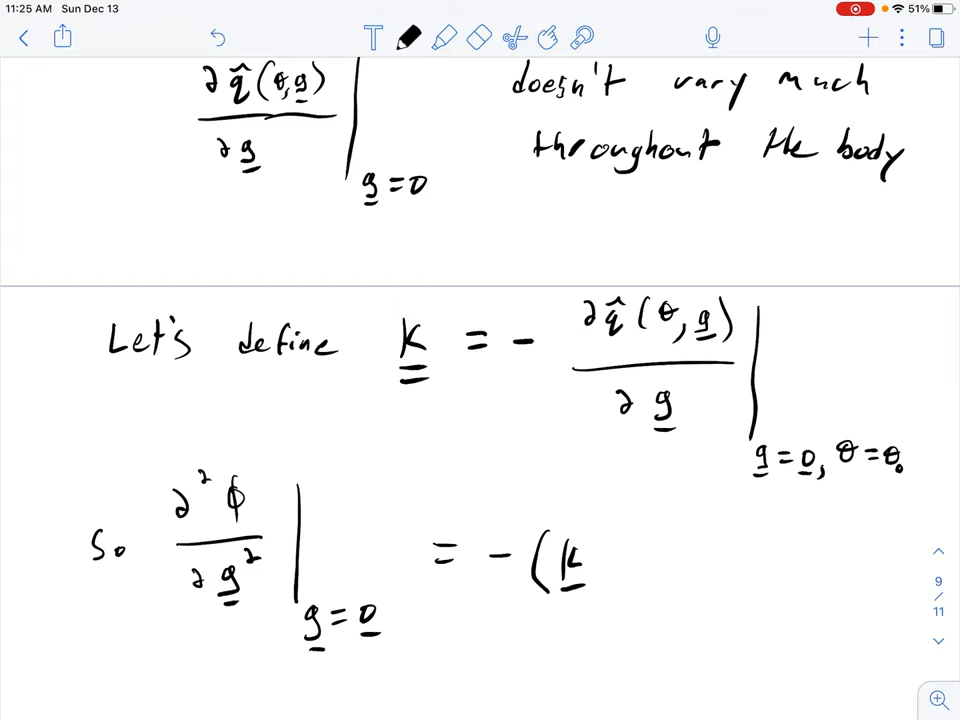 11:25 AM Sun Dec 13
51%
∂ q̂ (θ, g) / ∂ g | g = 0
doesn't vary much
throughout the body
Let's define K = - ∂ q̂ (θ, g) / ∂ g | g = 0, θ = θ₀
So ∂² φ / ∂ g² | g = 0 = - ( K
9
/
11